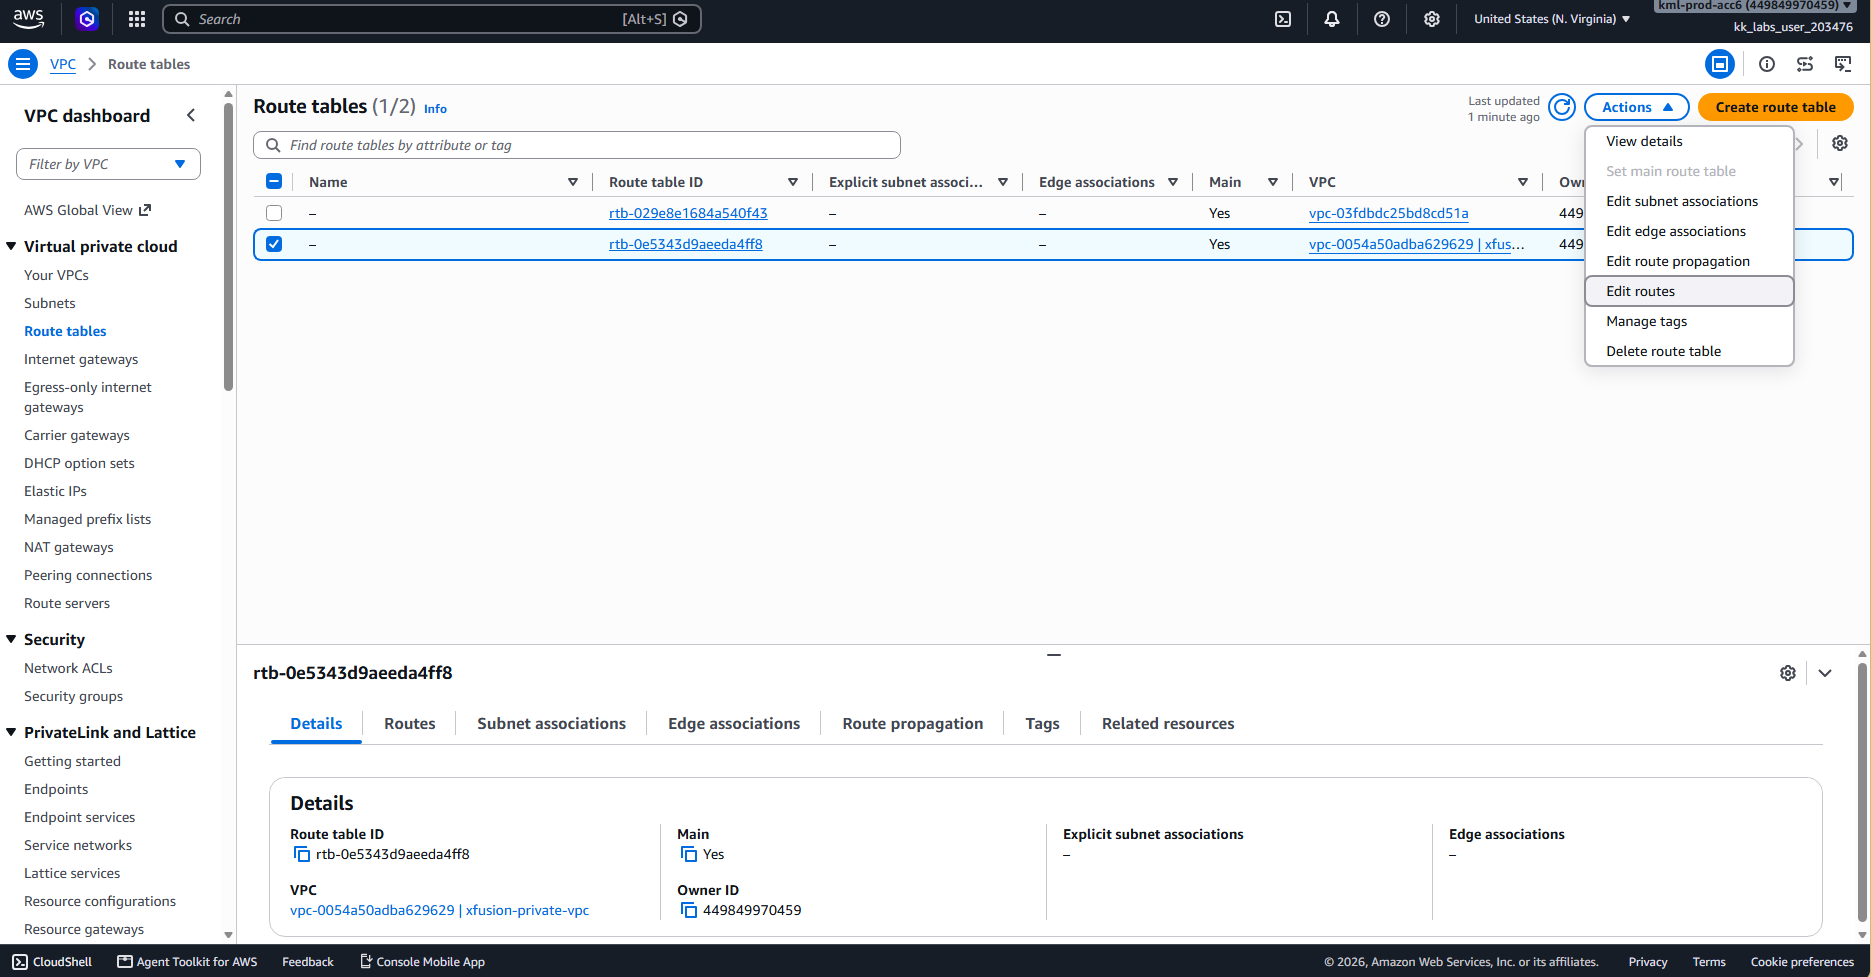 aws
Search
[Alt+S]
United States (N. Virginia)
kml-prod-acc6 (449849970459)
kk_labs_user_203476
VPC
Route tables
VPC dashboard
Filter by VPC
AWS Global View
Virtual private cloud
Your VPCs
Subnets
Route tables
Internet gateways
Egress-only internet
gateways
Carrier gateways
DHCP option sets
Elastic IPs
Managed prefix lists
NAT gateways
Peering connections
Route servers
Security
Network ACLs
Security groups
PrivateLink and Lattice
Getting started
Endpoints
Endpoint services
Service networks
Lattice services
Resource configurations
Resource gateways
Route tables (1/2) Info
Last updated
1 minute ago
Actions
Create route table
Find route tables by attribute or tag
Name Route table ID Explicit subnet associ... Edge associations Main VPC Own
– rtb-029e8e1684a540f43 – – Yes vpc-03fdbdc25bd8cd51a 449
– rtb-0e5343d9aeeda4ff8 – – Yes vpc-0054a50adba629629 | xfus... 449
View details
Set main route table
Edit subnet associations
Edit edge associations
Edit route propagation
Edit routes
Manage tags
Delete route table
rtb-0e5343d9aeeda4ff8
Details Routes Subnet associations Edge associations Route propagation Tags Related resources
Details
Route table ID
rtb-0e5343d9aeeda4ff8
Main
Yes
Explicit subnet associations
–
Edge associations
–
VPC
vpc-0054a50adba629629 | xfusion-private-vpc
Owner ID
449849970459
CloudShell Agent Toolkit for AWS Feedback Console Mobile App
© 2026, Amazon Web Services, Inc. or its affiliates. Privacy Terms Cookie preferences